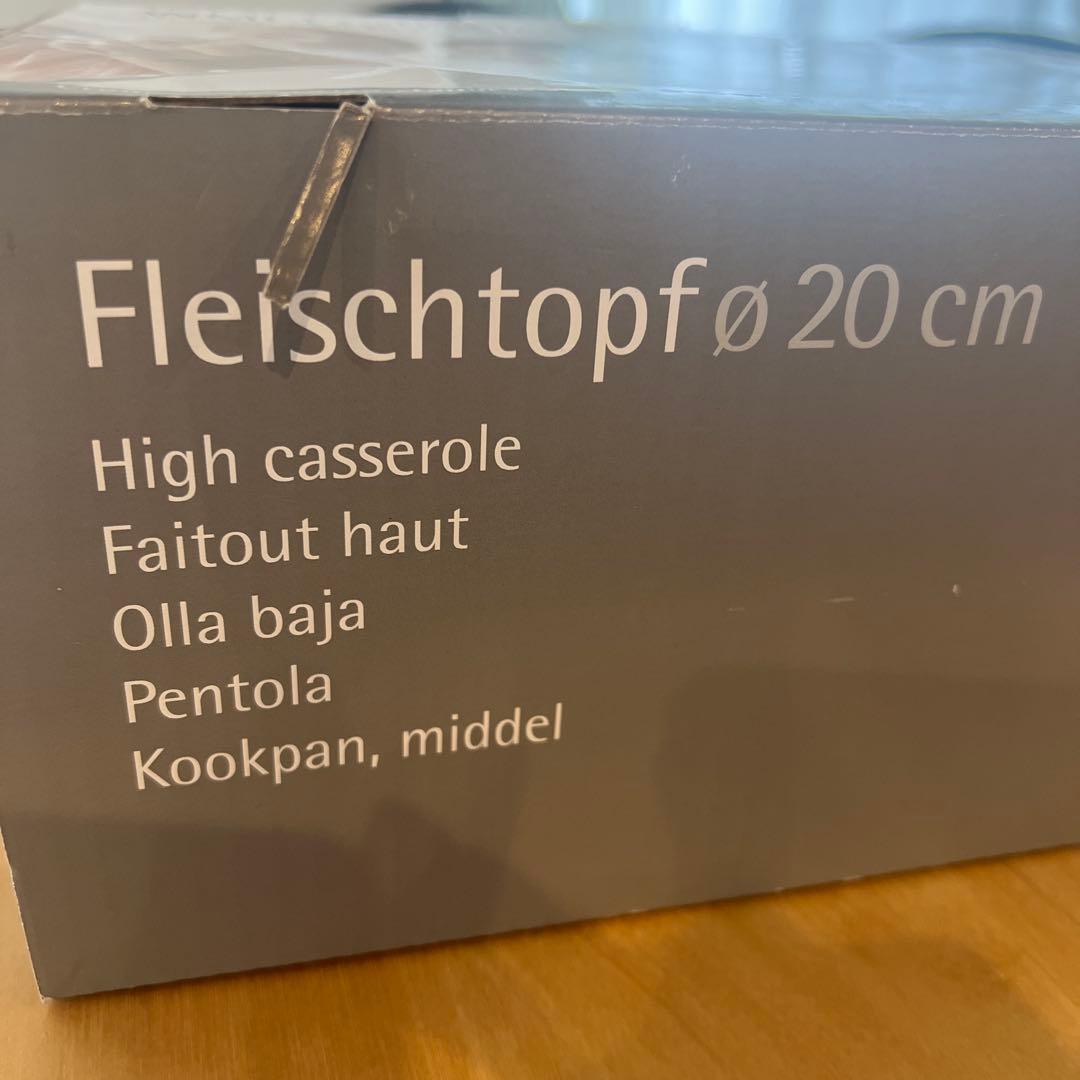 Fleischtopf ø 20 cm
High casserole
Faitout haut
Olla baja
Pentola
Kookpan, middel